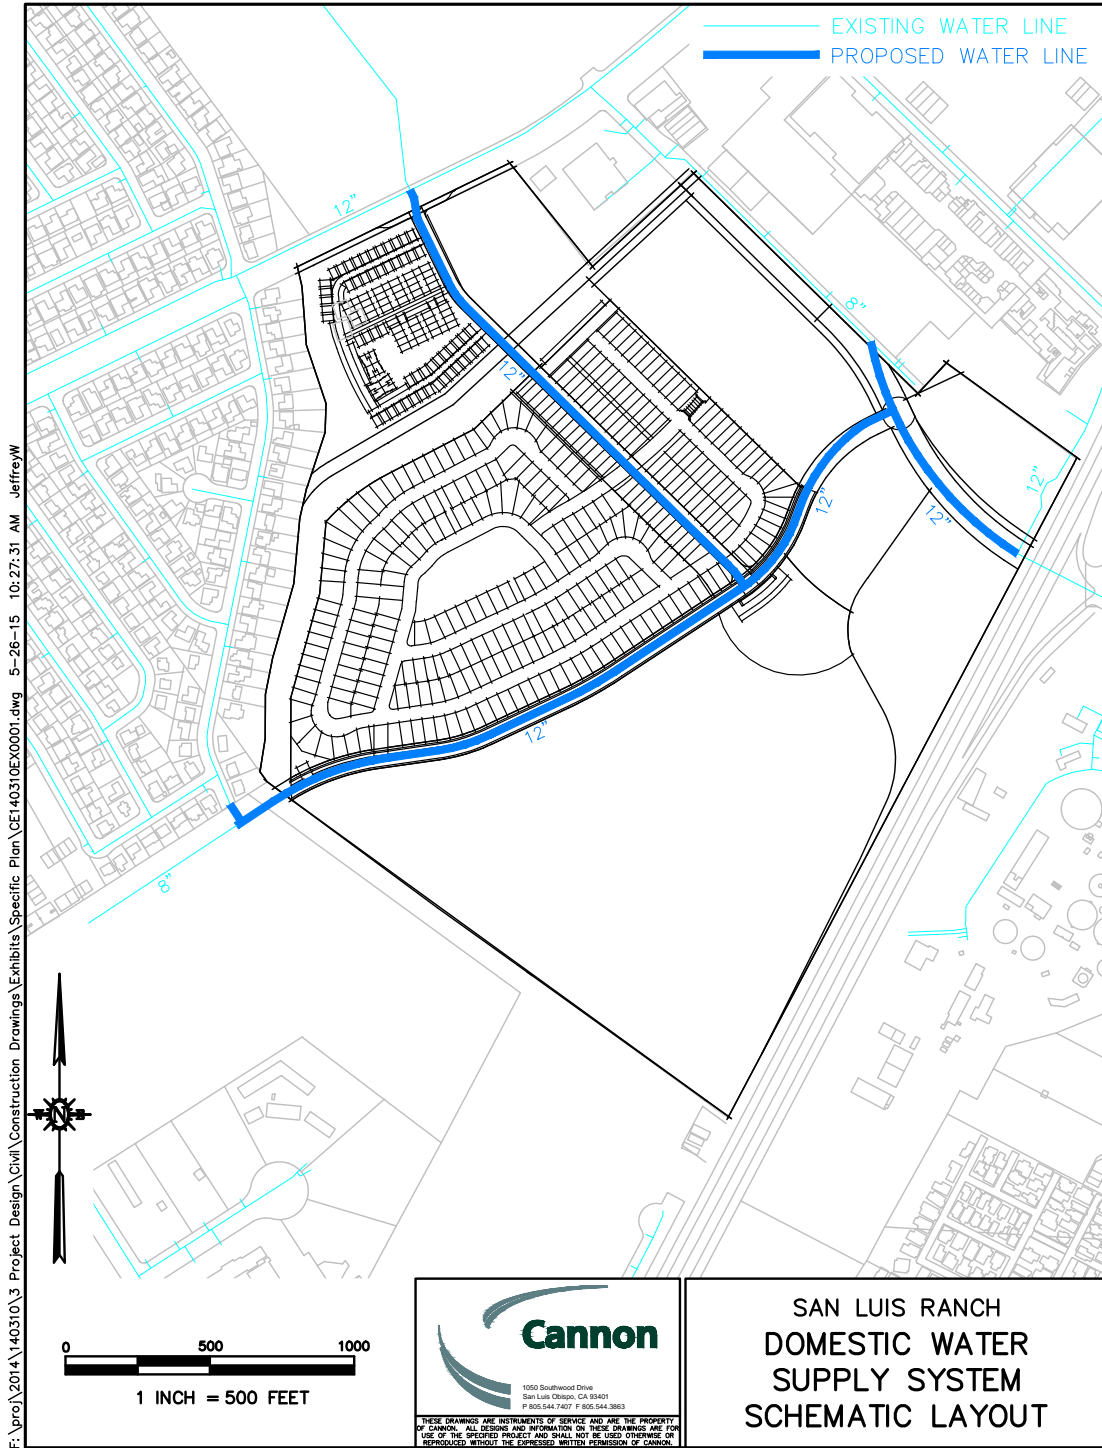 EXISTING WATER LINE
PROPOSED WATER LINE
12"
8"
12"
12"
12"
12"
12"
8"
F:\proj\2014\140310\3 Project Design\Civil\Construction Drawings\Exhibits\Specific Plan\CE140310EX0001.dwg 5-26-15 10:27:31 AM JeffreyW
W N E
0 500 1000
1 INCH = 500 FEET
Cannon
1050 Southwood Drive
San Luis Obispo, CA 93401
P 805.544.7407 F 805.544.3863
THESE DRAWINGS ARE INSTRUMENTS OF SERVICE AND ARE THE PROPERTY
OF CANNON. ALL DESIGNS AND INFORMATION ON THESE DRAWINGS ARE FOR
USE OF THE SPECIFIED PROJECT AND SHALL NOT BE USED OTHERWISE OR
REPRODUCED WITHOUT THE EXPRESSED WRITTEN PERMISSION OF CANNON.
SAN LUIS RANCH
DOMESTIC WATER
SUPPLY SYSTEM
SCHEMATIC LAYOUT